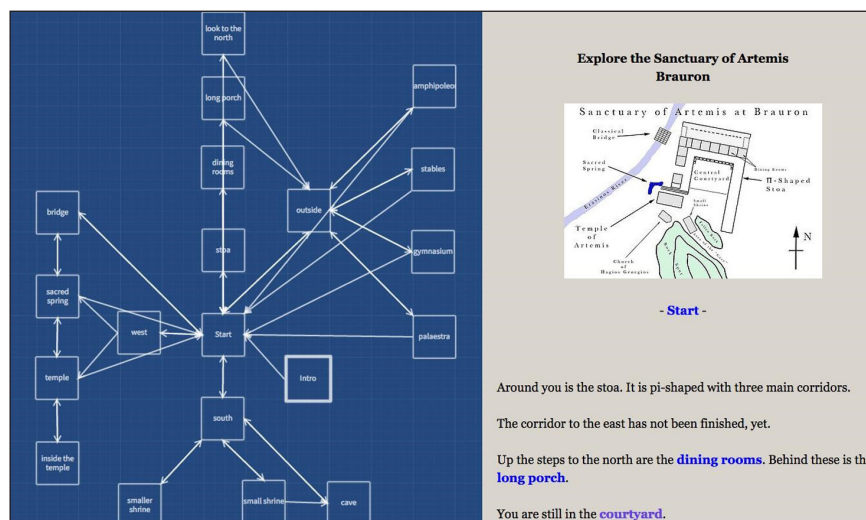 look to the
north
long porch
amphipoleo
dining
rooms
stables
bridge
outside
stoa
gymnasium
sacred
spring
west
Start
palaestra
temple
Intro
south
inside the
temple
smaller
shrine
small shrine
cave
Explore the Sanctuary of Artemis
Brauron
Sanctuary of Artemis at Brauron
Classical
Bridge
Sacred
Spring
Erasinos River
Dining Rooms
Central
Courtyard
Π-Shaped
Stoa
Small
Shrine
Temple
of
Artemis
Church
of
Hagios Georgios
N
- Start -
Around you is the stoa. It is pi-shaped with three main corridors.
The corridor to the east has not been finished, yet.
Up the steps to the north are the dining rooms. Behind these is th
long porch.
You are still in the courtyard.